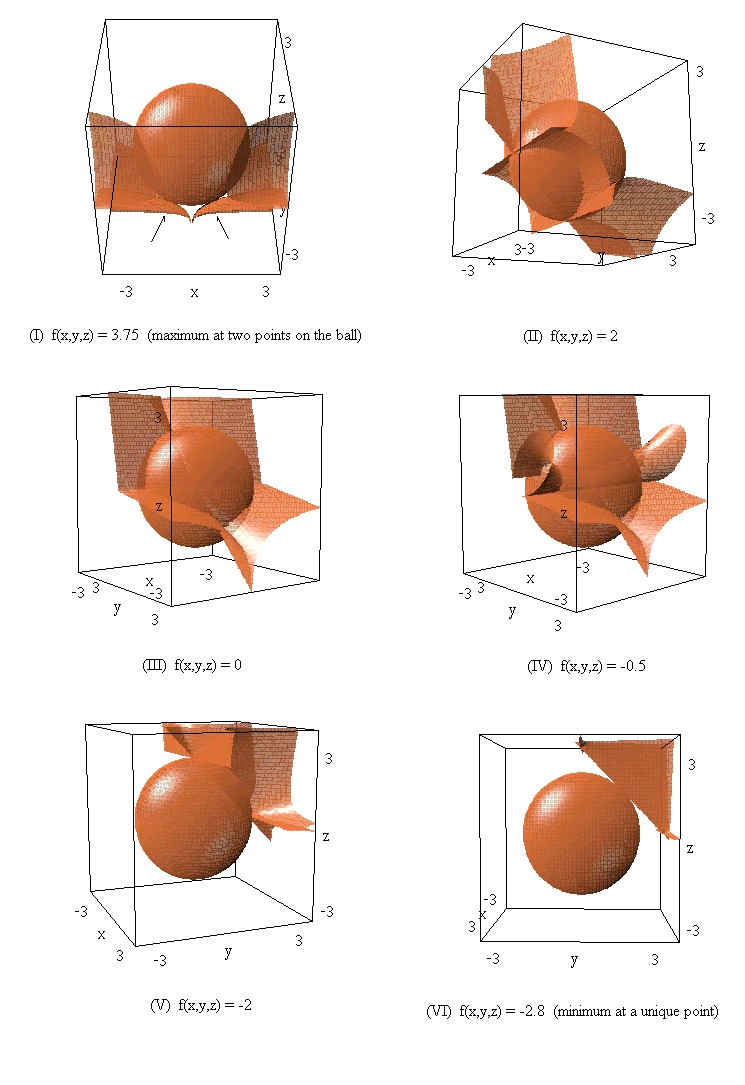 3
z
3
y
-3
-3 x 3
(I) f(x,y,z) = 3.75 (maximum at two points on the ball)
3
z
-3
3-3
x
y
-3
3
(II) f(x,y,z) = 2
3
z
-3
x
-3 3
-3
y
3
(III) f(x,y,z) = 0
3
z
-3
x
-3 3
-3
y
3
(IV) f(x,y,z) = -0.5
3
z
-3
-3
x
3
-3
y
3
(V) f(x,y,z) = -2
3
z
-3
x
3
-3
-3 y 3
(VI) f(x,y,z) = -2.8 (minimum at a unique point)